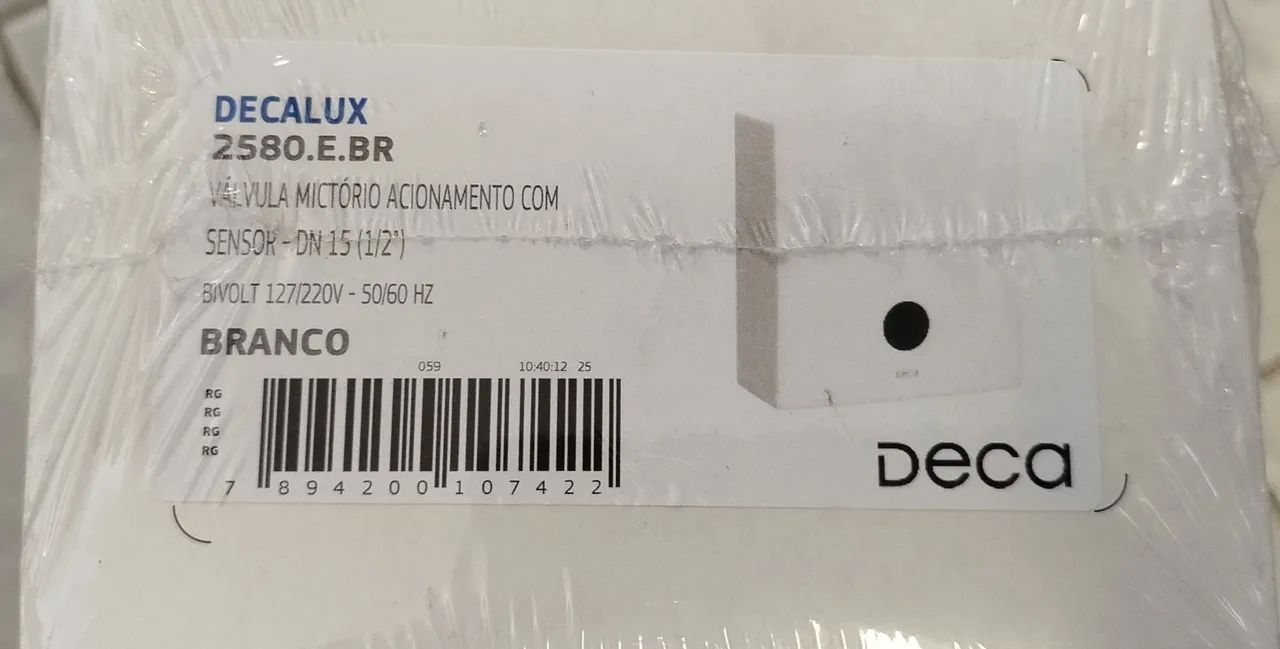 DECALUX
2580.E.BR
VÁLVULA MICTÓRIO ACIONAMENTO COM
SENSOR - DN 15 (1/2")
BIVOLT 127/220V - 50/60 HZ
BRANCO
059 10:40:12 25
RG
RG
RG
RG
7 894200 107422
Deca